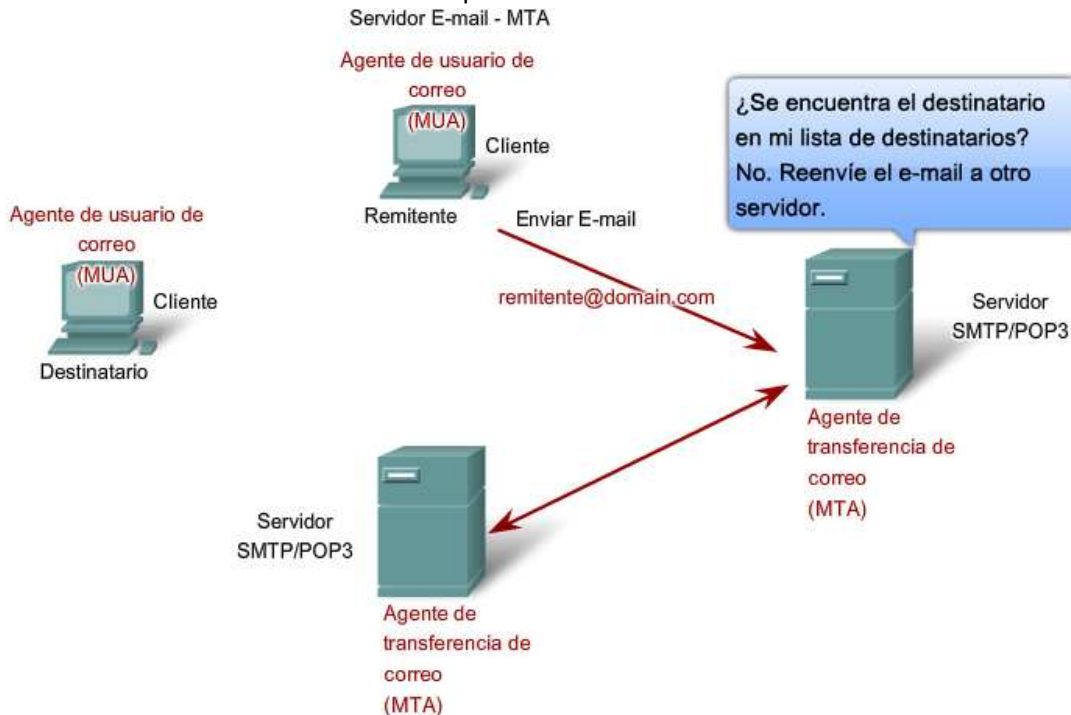 Servidor E-mail - MTA
Agente de usuario de
correo
(MUA)
Cliente
Remitente
Enviar E-mail
¿Se encuentra el destinatario
en mi lista de destinatarios?
No. Reenvíe el e-mail a otro
servidor.
Agente de usuario de
correo
(MUA)
Cliente
Destinatario
remitente@domain.com
Servidor
SMTP/POP3
Agente de
transferencia de
correo
(MTA)
Servidor
SMTP/POP3
Agente de
transferencia de
correo
(MTA)